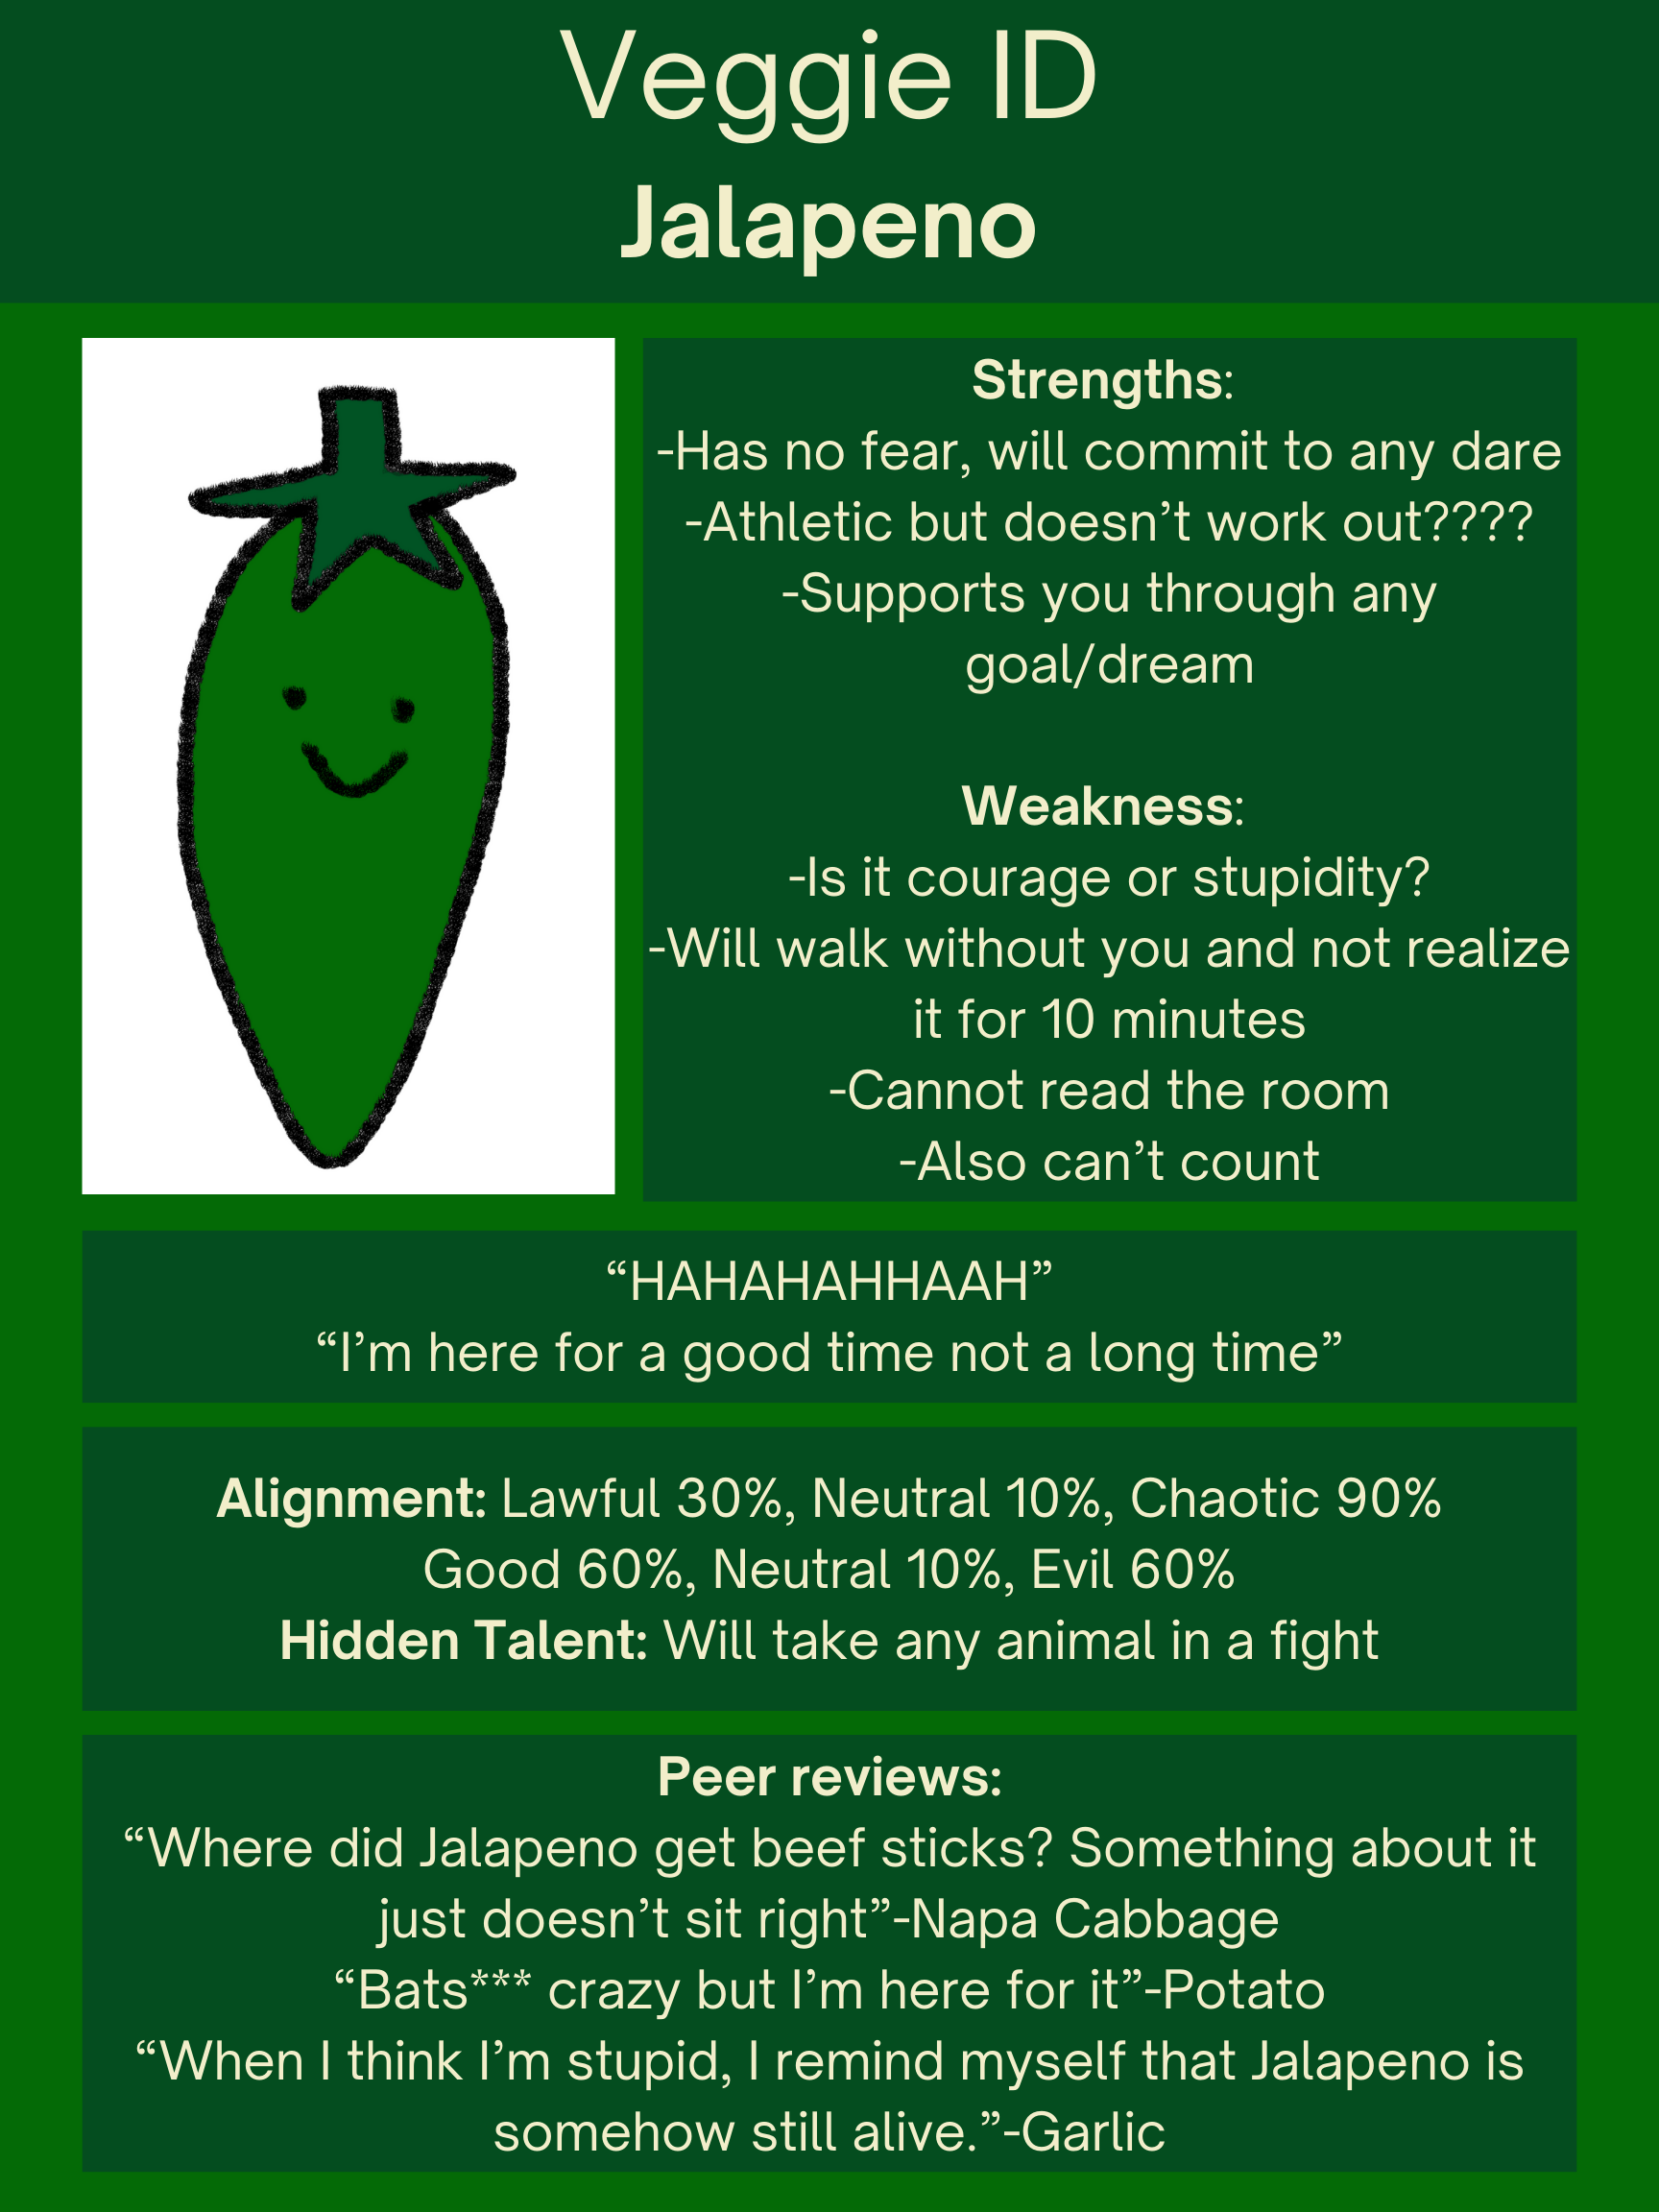 Veggie ID
Jalapeno
Strengths:
-Has no fear, will commit to any dare
-Athletic but doesn’t work out????
-Supports you through any
goal/dream
Weakness:
-Is it courage or stupidity?
-Will walk without you and not realize
it for 10 minutes
-Cannot read the room
-Also can’t count
“HAHAHAHHAAH”
“I’m here for a good time not a long time”
Alignment: Lawful 30%, Neutral 10%, Chaotic 90%
Good 60%, Neutral 10%, Evil 60%
Hidden Talent: Will take any animal in a fight
Peer reviews:
“Where did Jalapeno get beef sticks? Something about it
just doesn’t sit right”-Napa Cabbage
“Bats*** crazy but I’m here for it”-Potato
“When I think I’m stupid, I remind myself that Jalapeno is
somehow still alive.”-Garlic